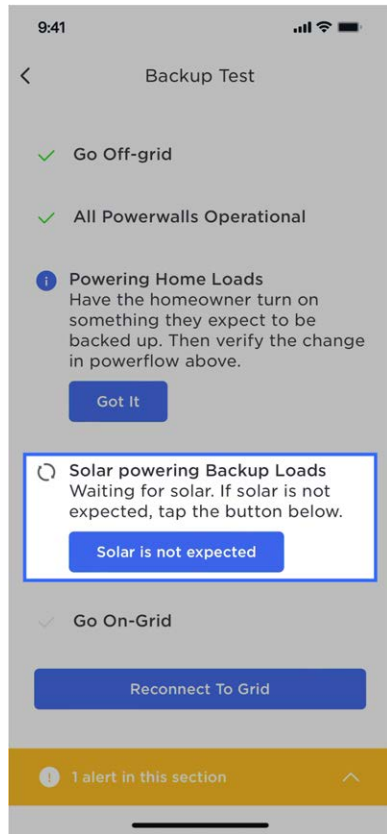 9:41
Backup Test
Go Off-grid
All Powerwalls Operational
Powering Home Loads
Have the homeowner turn on
something they expect to be
backed up. Then verify the change
in powerflow above.
Got It
Solar powering Backup Loads
Waiting for solar. If solar is not
expected, tap the button below.
Solar is not expected
Go On-Grid
Reconnect To Grid
1 alert in this section